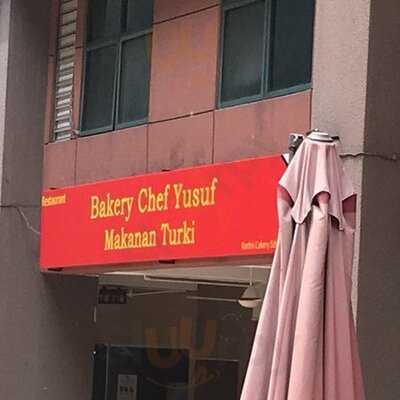 Restaurant
Bakery Chef Yusuf
Makanan Turki